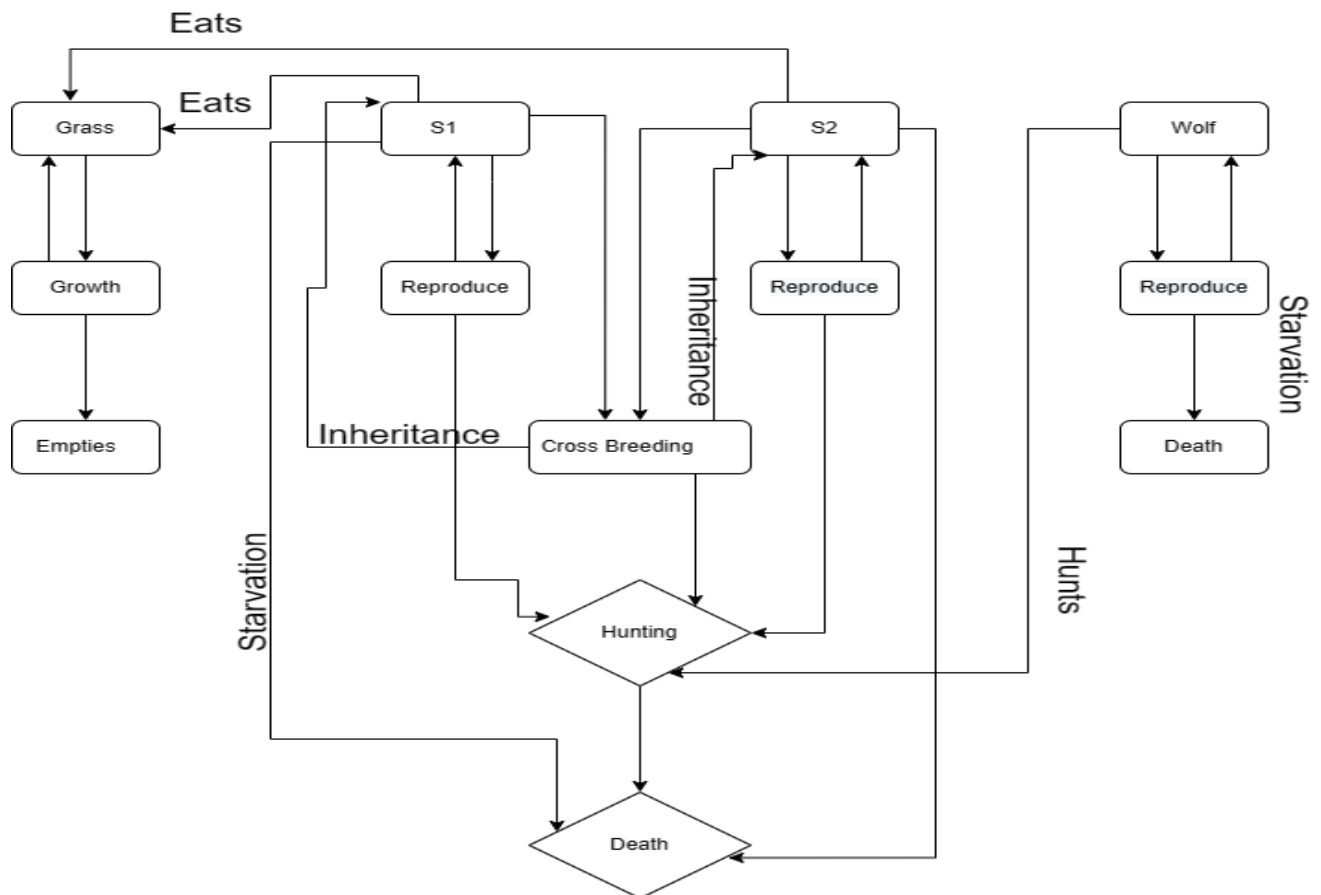 Eats
Eats
Grass
S1
S2
Wolf
Growth
Reproduce
Reproduce
Reproduce
Inheritance
Starvation
Empties
Inheritance
Cross Breeding
Death
Starvation
Hunts
Hunting
Death